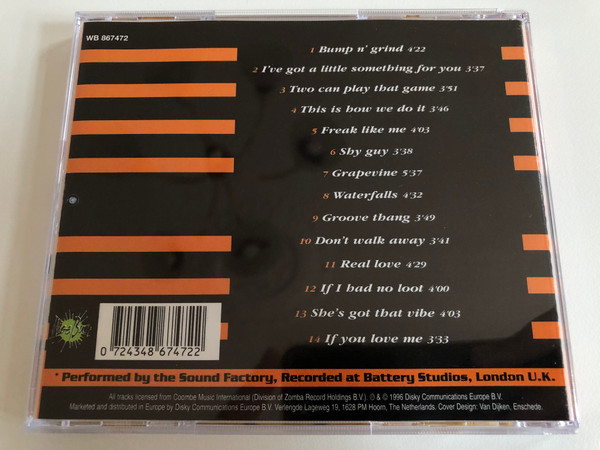 WB 867472
1 Bump n' grind 4'22
2 I've got a little something for you 3'37
3 Two can play that game 3'51
4 This is how we do it 3'46
5 Freak like me 4'03
6 Shy guy 3'38
7 Grapevine 5'37
8 Waterfalls 4'32
9 Groove thang 3'49
10 Don't walk away 3'41
11 Real love 4'29
12 If I had no loot 4'00
13 She's got that vibe 4'03
14 If you love me 3'33
0 724348 674722
* Performed by the Sound Factory, Recorded at Battery Studios, London U.K.
All tracks licensed from Coombe Music International (Division of Zomba Record Holdings B.V.). ℗ & © 1996 Disky Communications Europe B.V.
Marketed and distributed in Europe by Disky Communications Europe B.V. Verlengde Lageweg 19, 1628 PM Hoorn, The Netherlands. Cover Design: Van Dijken, Enschede.